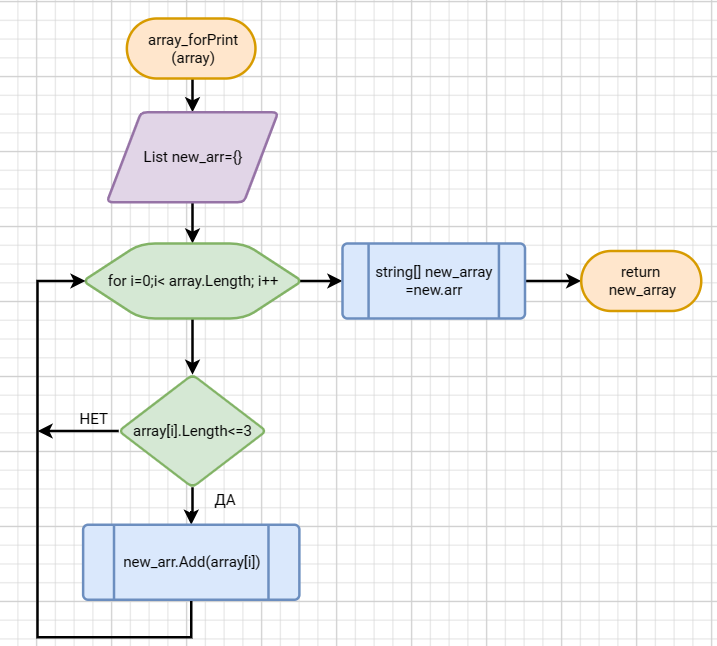 array_forPrint
(array)
List new_arr={}
for i=0;i< array.Length; i++
string[] new_array
=new.arr
return
new_array
array[i].Length<=3
НЕТ
ДА
new_arr.Add(array[i])